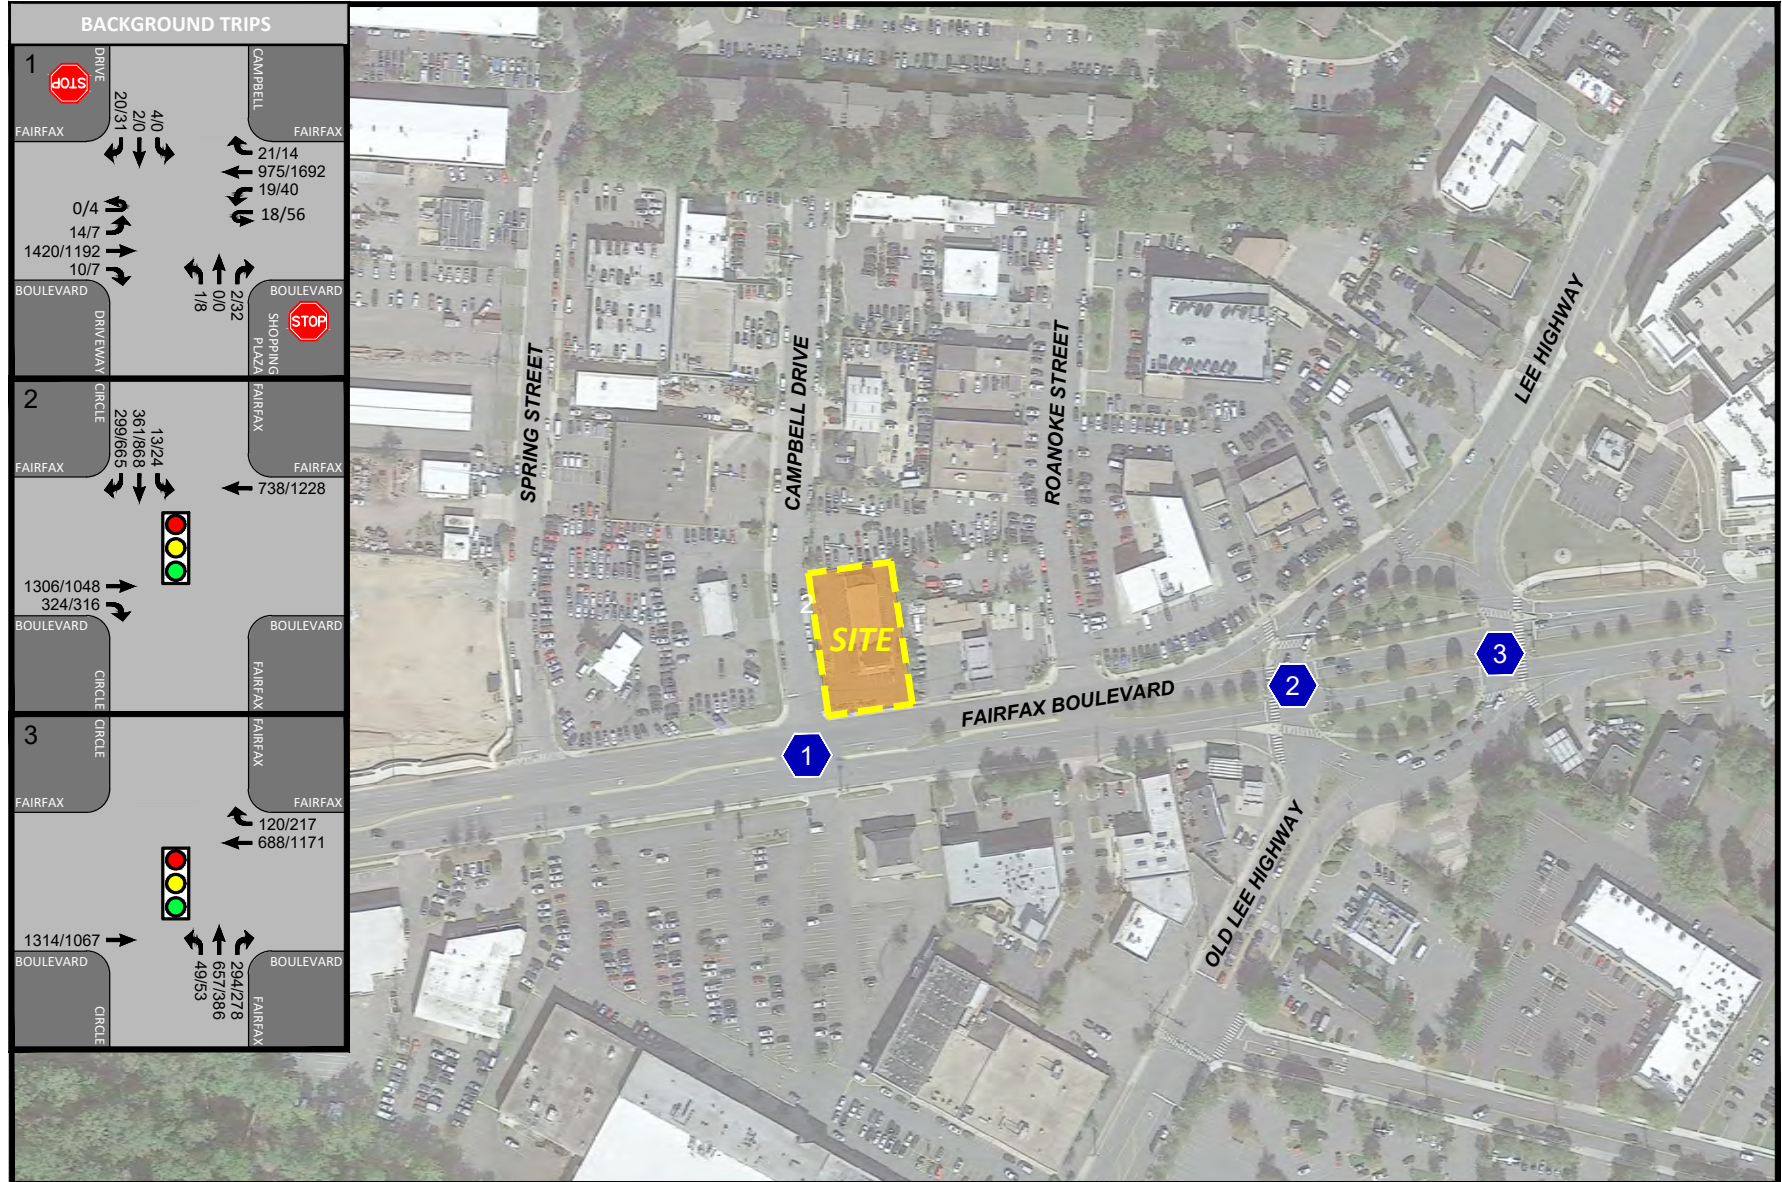 BACKGROUND TRIPS
1
STOP
DRIVE
CAMPBELL
FAIRFAX
FAIRFAX
20/31
2/0
4/0
21/14
975/1692
19/40
18/56
0/4
14/7
1420/1192
10/7
BOULEVARD
BOULEVARD
1/8
0/0
2/32
DRIVEWAY
SHOPPING
PLAZA
STOP
2
CIRCLE
FAIRFAX
FAIRFAX
FAIRFAX
299/665
361/868
13/24
738/1228
1306/1048
324/316
BOULEVARD
BOULEVARD
CIRCLE
FAIRFAX
3
CIRCLE
FAIRFAX
FAIRFAX
FAIRFAX
120/217
688/1171
1314/1067
BOULEVARD
BOULEVARD
49/53
657/386
294/278
CIRCLE
FAIRFAX
SPRING STREET
CAMPBELL DRIVE
ROANOKE STREET
LEE HIGHWAY
2
SITE
FAIRFAX BOULEVARD
1
2
3
OLD LEE HIGHWAY